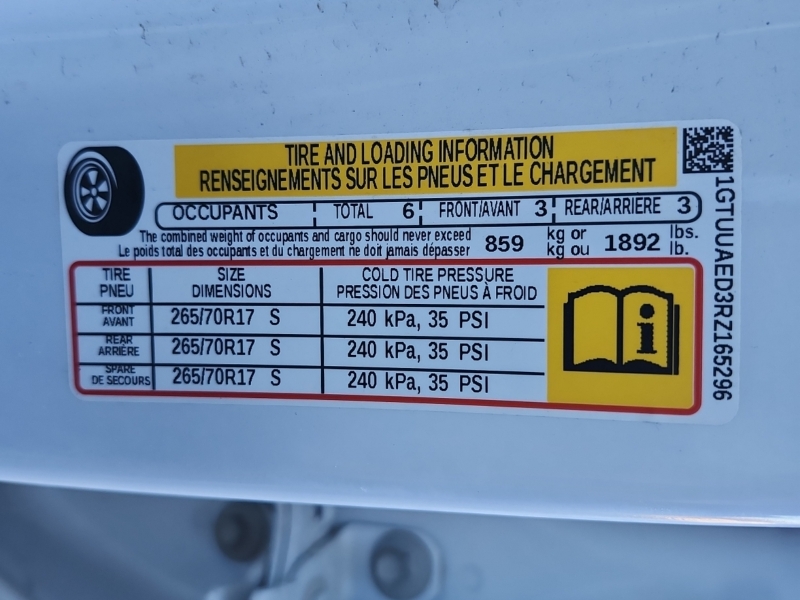 TIRE AND LOADING INFORMATION
RENSEIGNEMENTS SUR LES PNEUS ET LE CHARGEMENT
OCCUPANTS TOTAL 6 FRONT/AVANT 3 REAR/ARRIÈRE 3
The combined weight of occupants and cargo should never exceed 859 kg or 1892 lbs.
Le poids total des occupants et du chargement ne doit jamais dépasser kg ou lb.
TIRE SIZE COLD TIRE PRESSURE
PNEU DIMENSIONS PRESSION DES PNEUS À FROID
FRONT
AVANT 265/70R17 S 240 kPa, 35 PSI
REAR
ARRIÈRE 265/70R17 S 240 kPa, 35 PSI
SPARE
DE SECOURS 265/70R17 S 240 kPa, 35 PSI
1GTUUAED3RZ165296